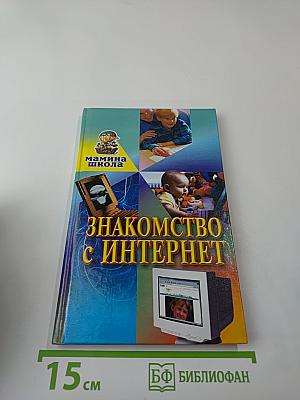 мамина
школа
ЗНАКОМСТВО
с ИНТЕРНЕТ
15 см
БФ БИБЛИОФАН